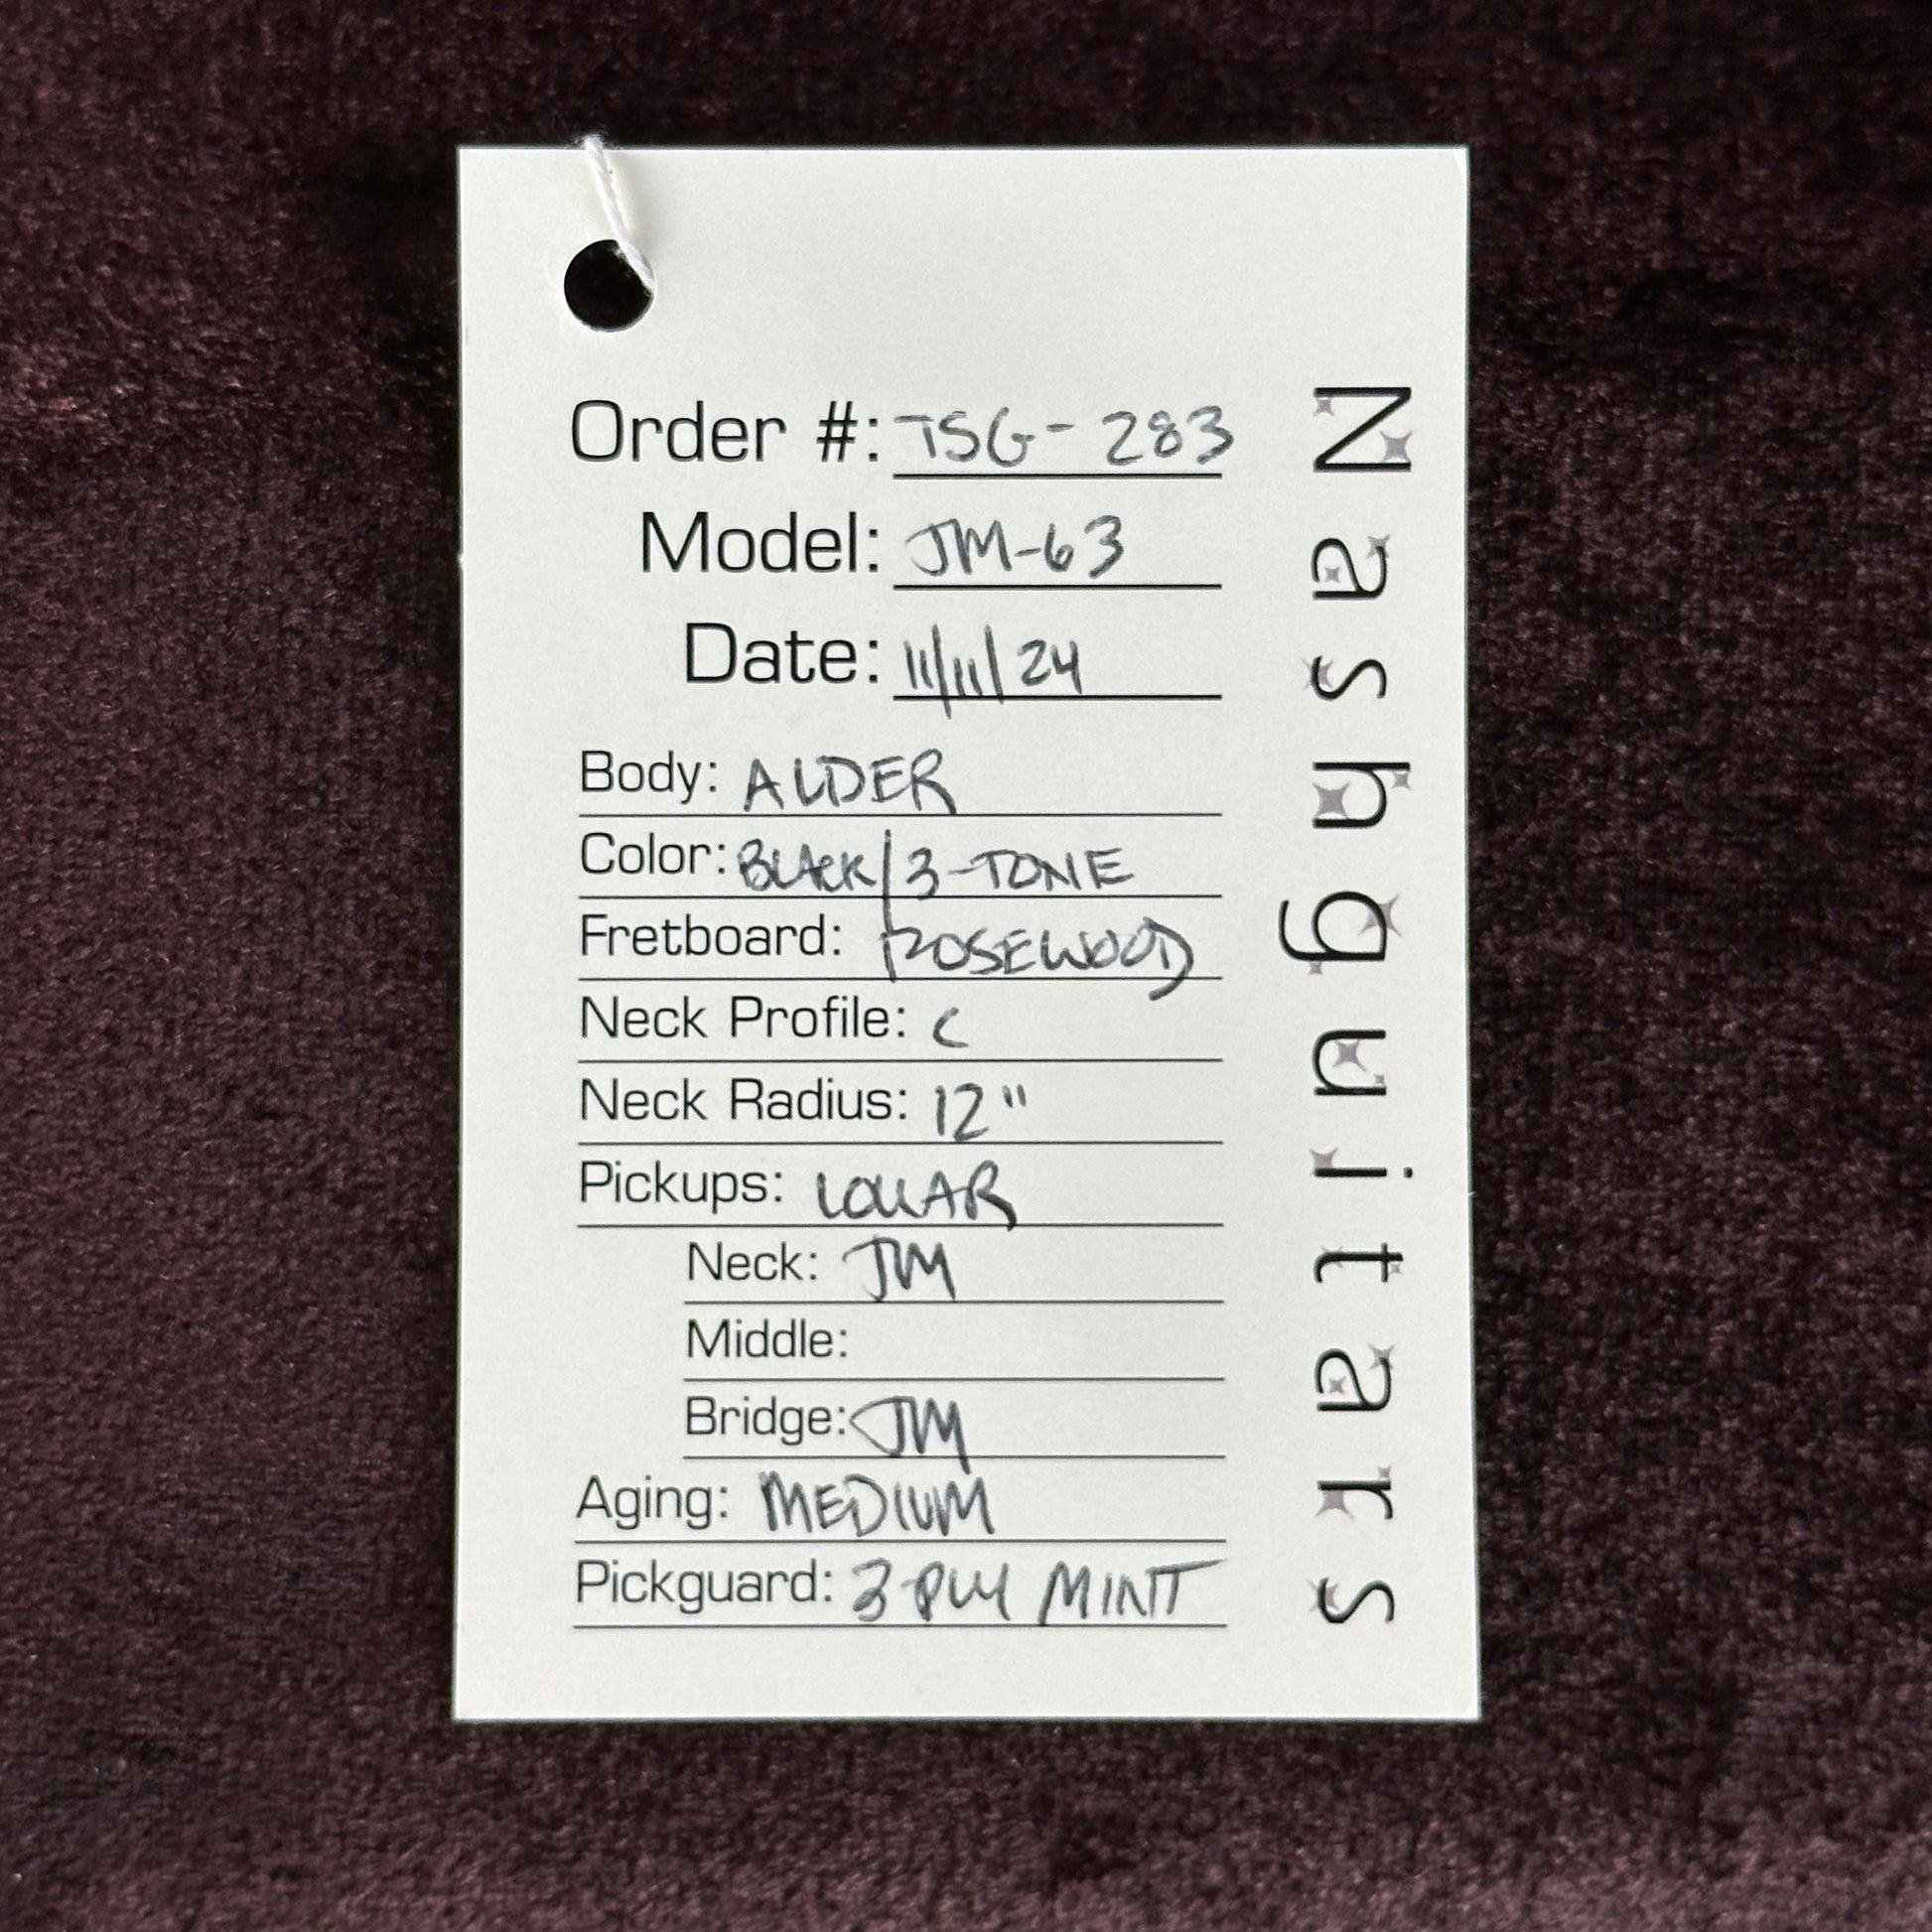 Order #: TSG-283
Model: JM-63
Date: 11/11/24
Body: ALDER
Color: BLACK/3-TONE
Fretboard: ROSEWOOD
Neck Profile: C
Neck Radius: 12"
Pickups: LOLLAR
Neck: JM
Middle:
Bridge: JM
Aging: MEDIUM
Pickguard: 3 PLY MINT
Nashguitars